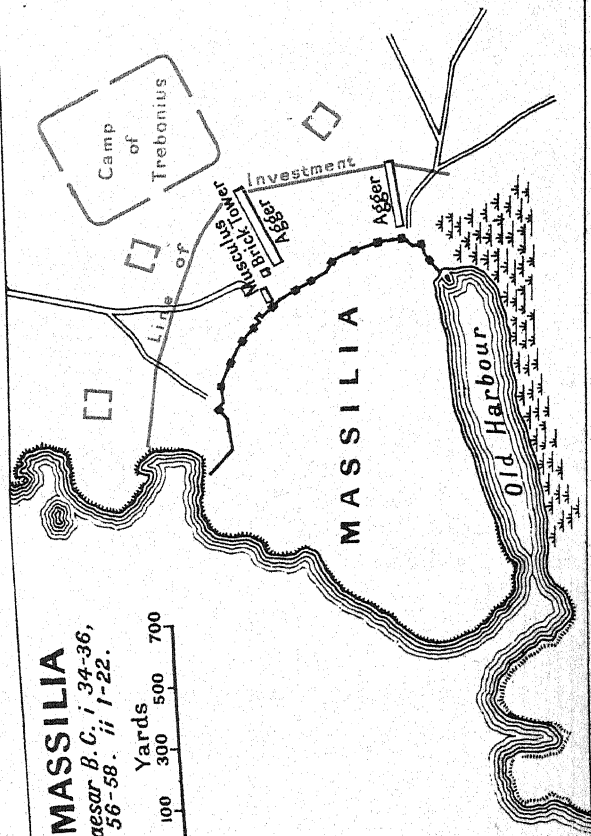 MASSILIA
aesar B.C. i 34-36,
56-58. ii 1-22.
Yards
100 300 500 700
Camp
of
Trebonius
Line of Investment
Musculus
Brick Tower
Agger
Agger
MASSILIA
Old Harbour